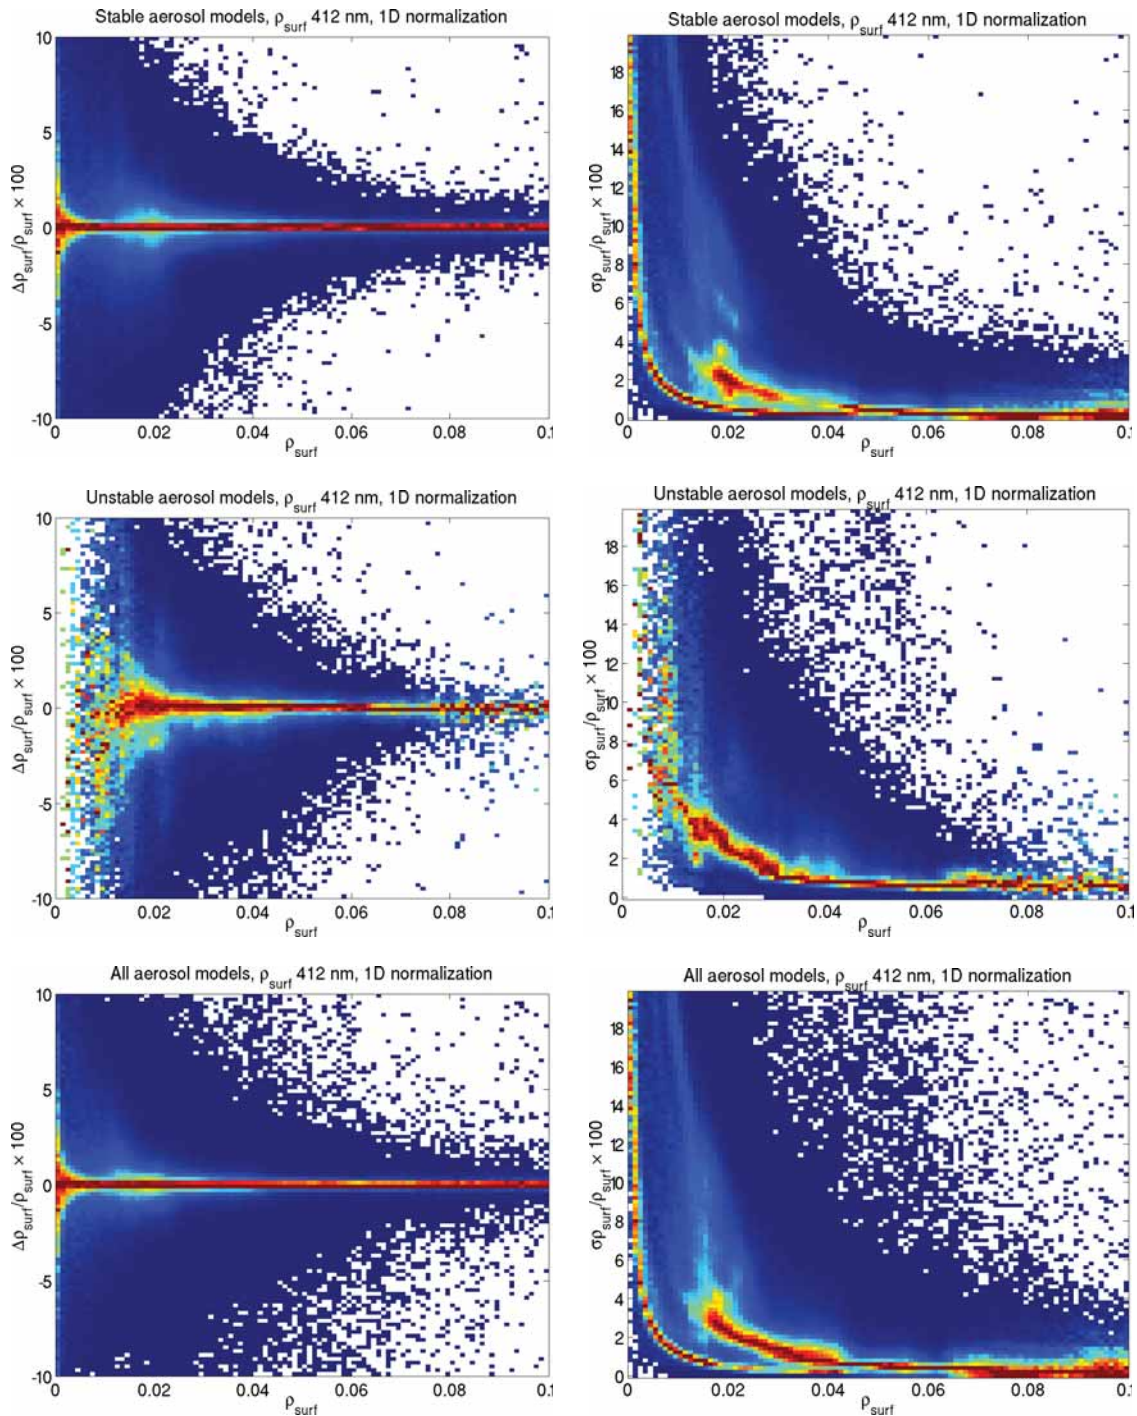 Stable aerosol models, ρsurf 412 nm, 1D normalization
10
5
0
-5
-10
Δρsurf/ρsurf × 100
0 0.02 0.04 0.06 0.08 0.1
ρsurf
Stable aerosol models, ρsurf 412 nm, 1D normalization
18
16
14
12
10
8
6
4
2
0
σρsurf/ρsurf × 100
0 0.02 0.04 0.06 0.08 0.1
ρsurf
Unstable aerosol models, ρsurf 412 nm, 1D normalization
10
5
0
-5
-10
Δρsurf/ρsurf × 100
0 0.02 0.04 0.06 0.08 0.1
ρsurf
Unstable aerosol models, ρsurf 412 nm, 1D normalization
18
16
14
12
10
8
6
4
2
0
σρsurf/ρsurf × 100
0 0.02 0.04 0.06 0.08 0.1
ρsurf
All aerosol models, ρsurf 412 nm, 1D normalization
10
5
0
-5
-10
Δρsurf/ρsurf × 100
0 0.02 0.04 0.06 0.08 0.1
ρsurf
All aerosol models, ρsurf 412 nm, 1D normalization
18
16
14
12
10
8
6
4
2
0
σρsurf/ρsurf × 100
0 0.02 0.04 0.06 0.08 0.1
ρsurf